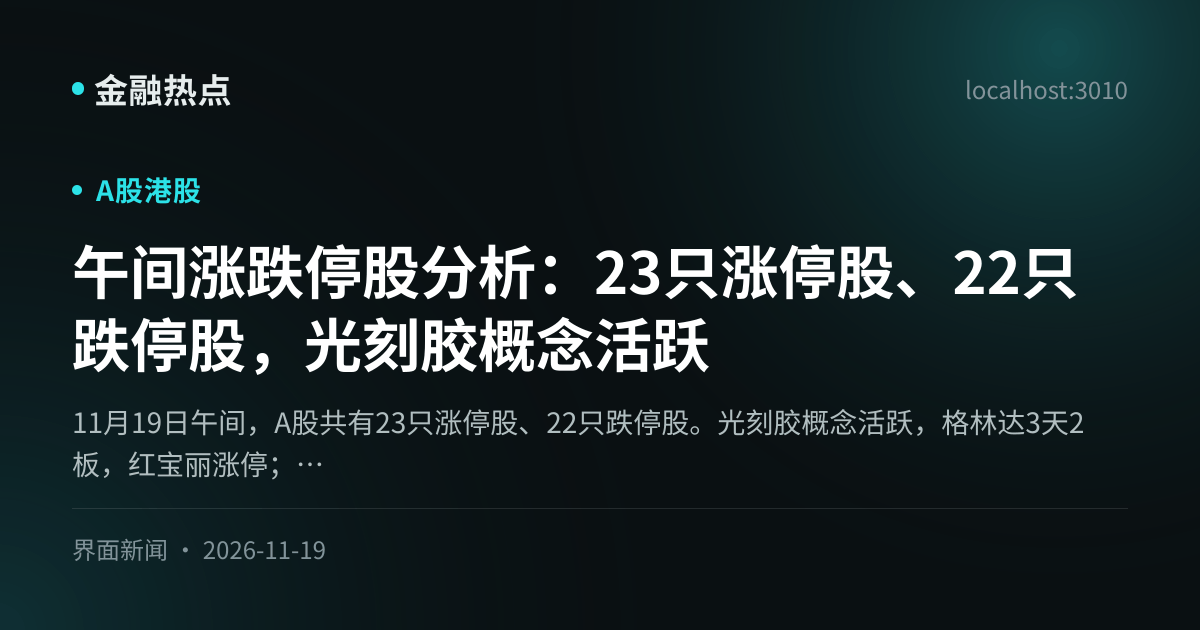 金融热点
localhost:3010
A股港股
午间涨跌停股分析：23只涨停股、22只
跌停股，光刻胶概念活跃
11月19日午间，A股共有23只涨停股、22只跌停股。光刻胶概念活跃，格林达3天2
板，红宝丽涨停；…
界面新闻 • 2026-11-19